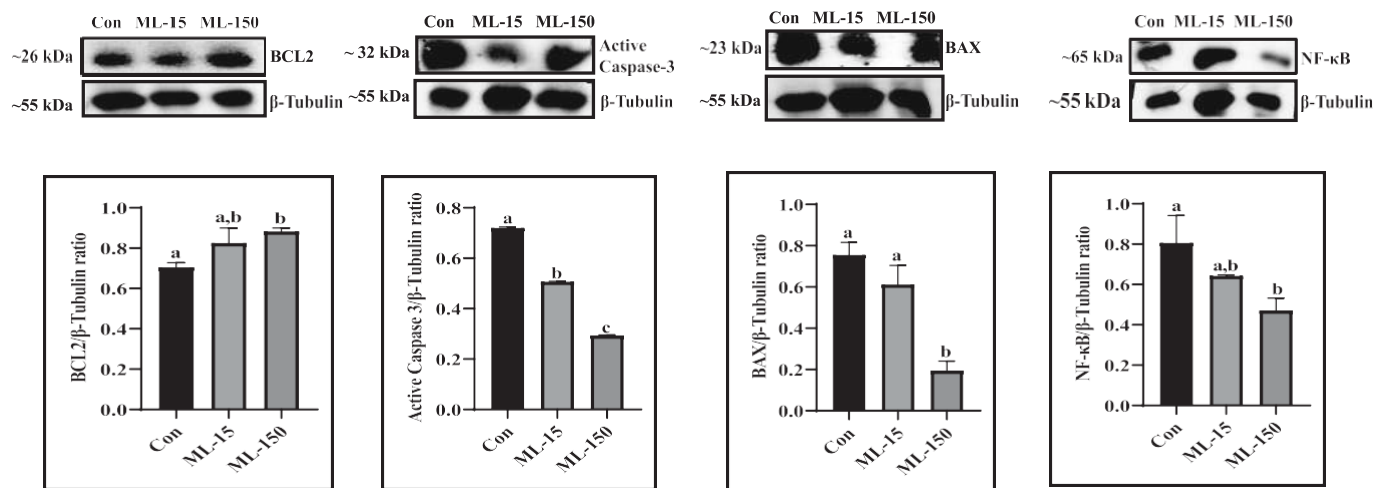 Con ML-15 ML-150
~26 kDa BCL2
~55 kDa β-Tubulin
Con ML-15 ML-150
~ 32 kDa Active
Caspase-3
~55 kDa β-Tubulin
Con ML-15 ML-150
~23 kDa BAX
~55 kDa β-Tubulin
Con ML-15 ML-150
~65 kDa NF-κB
~55 kDa β-Tubulin
BCL2/β-Tubulin ratio
1.0
0.8
0.6
0.4
0.2
0.0
a
a,b
b
Con
ML-15
ML-150
Active Caspase 3/β-Tubulin ratio
0.8
0.6
0.4
0.2
0.0
a
b
c
Con
ML-15
ML-150
BAX/β-Tubulin ratio
1.0
0.8
0.6
0.4
0.2
0.0
a
a
b
Con
ML-15
ML-150
NF-κB/β-Tubulin ratio
1.0
0.8
0.6
0.4
0.2
0.0
a
a,b
b
Con
ML-15
ML-150